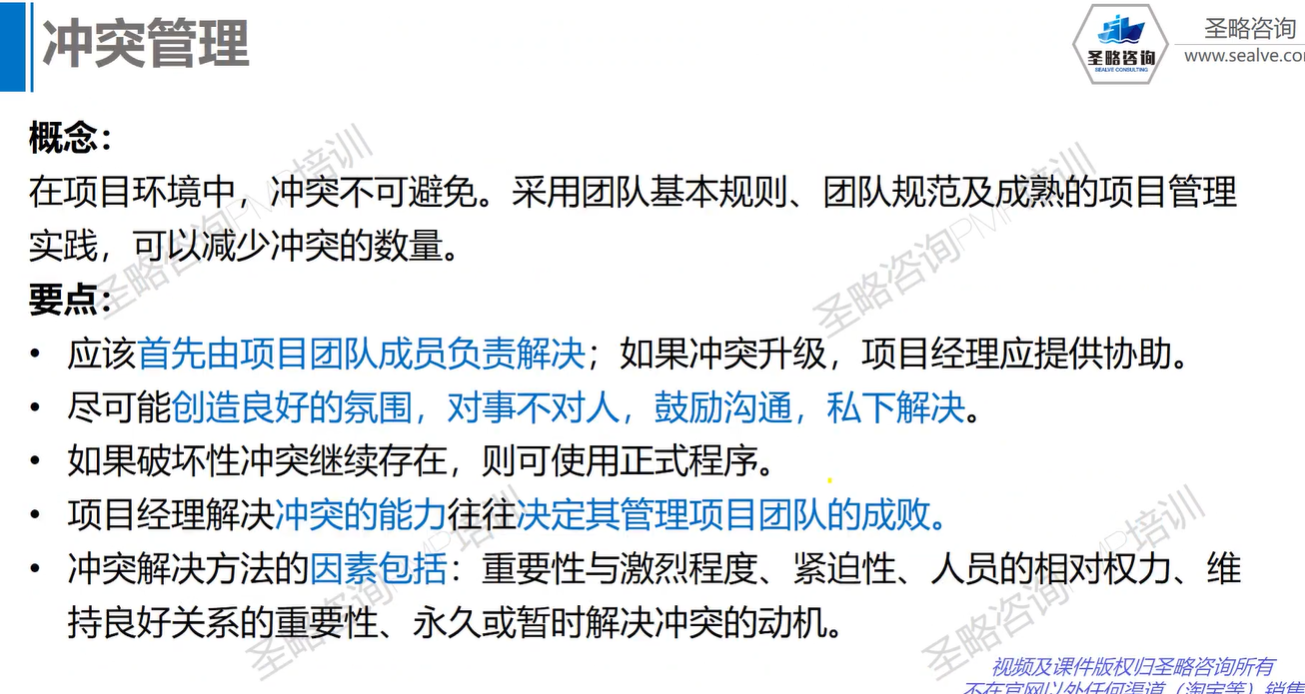 冲突管理
圣略咨询
SEALVE CONSULTING
圣略咨询
www.sealve.co
概念：
在项目环境中，冲突不可避免。采用团队基本规则、团队规范及成熟的项目管理
实践，可以减少冲突的数量。
要点：
• 应该首先由项目团队成员负责解决；如果冲突升级，项目经理应提供协助。
• 尽可能创造良好的氛围，对事不对人，鼓励沟通，私下解决。
• 如果破坏性冲突继续存在，则可使用正式程序。
• 项目经理解决冲突的能力往往决定其管理项目团队的成败。
• 冲突解决方法的因素包括：重要性与激烈程度、紧迫性、人员的相对权力、维
持良好关系的重要性、永久或暂时解决冲突的动机。
圣略咨询PMP培训
圣略咨询PMP培训
圣略咨询PMP培训
圣略咨询PMP培训
视频及课件版权归圣略咨询所有
不在官网以外任何渠道（淘宝等）销售